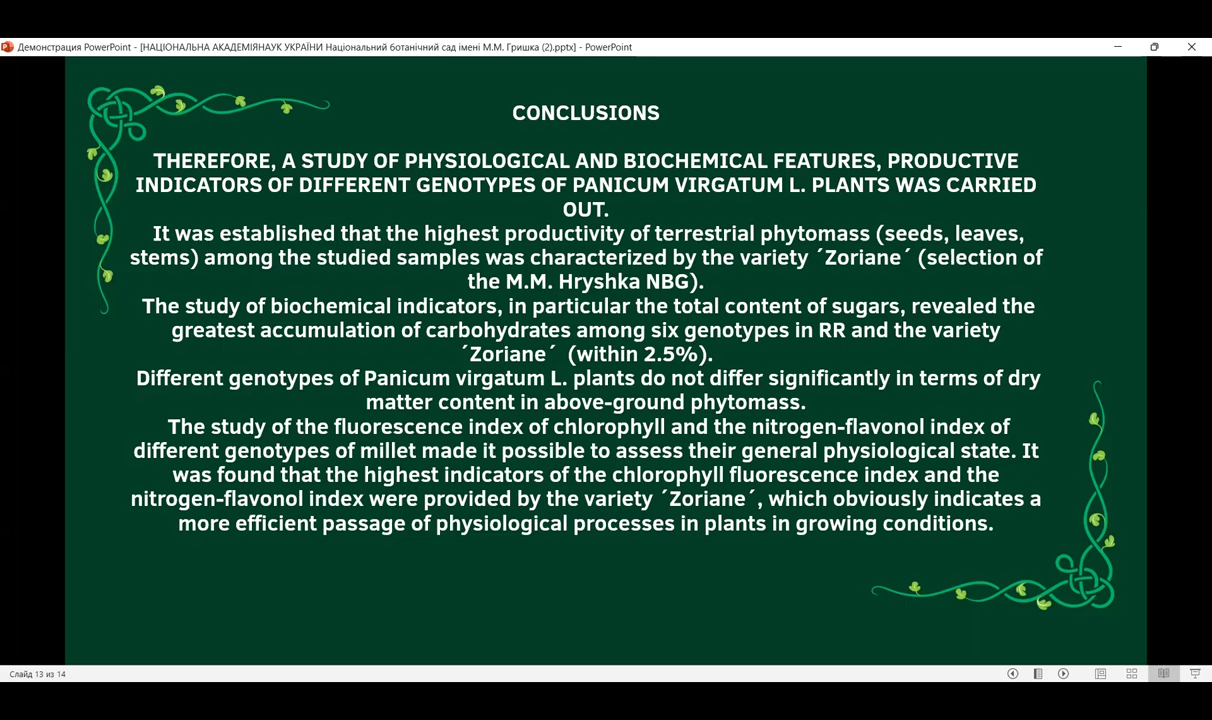 Демонстрация PowerPoint - [НАЦІОНАЛЬНА АКАДЕМІЯНАУК УКРАЇНИ Національний ботанічний сад імені М.М. Гришка (2).pptx] - PowerPoint
CONCLUSIONS
THEREFORE, A STUDY OF PHYSIOLOGICAL AND BIOCHEMICAL FEATURES, PRODUCTIVE
INDICATORS OF DIFFERENT GENOTYPES OF PANICUM VIRGATUM L. PLANTS WAS CARRIED
OUT.
It was established that the highest productivity of terrestrial phytomass (seeds, leaves,
stems) among the studied samples was characterized by the variety ´Zoriane´ (selection of
the M.M. Hryshka NBG).
The study of biochemical indicators, in particular the total content of sugars, revealed the
greatest accumulation of carbohydrates among six genotypes in RR and the variety
´Zoriane´ (within 2.5%).
Different genotypes of Panicum virgatum L. plants do not differ significantly in terms of dry
matter content in above-ground phytomass.
The study of the fluorescence index of chlorophyll and the nitrogen-flavonol index of
different genotypes of millet made it possible to assess their general physiological state. It
was found that the highest indicators of the chlorophyll fluorescence index and the
nitrogen-flavonol index were provided by the variety ´Zoriane´, which obviously indicates a
more efficient passage of physiological processes in plants in growing conditions.
Слайд 13 из 14